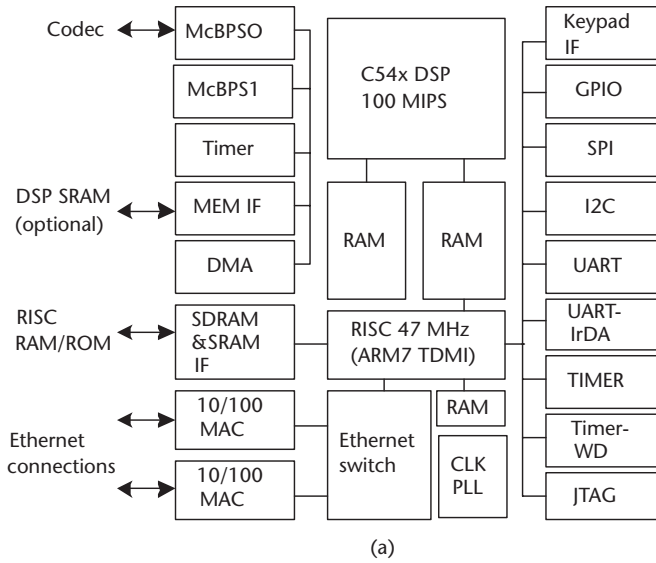 Codec
McBPSO
McBPS1
Timer
DSP SRAM
(optional)
MEM IF
DMA
RISC
RAM/ROM
SDRAM
&SRAM
IF
10/100
MAC
Ethernet
connections
10/100
MAC
C54x DSP
100 MIPS
RAM
RAM
RISC 47 MHz
(ARM7 TDMI)
RAM
Ethernet
switch
CLK
PLL
Keypad
IF
GPIO
SPI
I2C
UART
UART-
IrDA
TIMER
Timer-
WD
JTAG
(a)